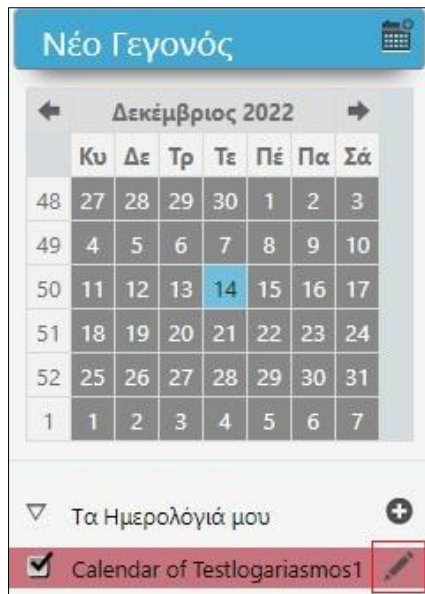 Νέο Γεγονός
Δεκέμβριος 2022
Κυ Δε Τρ Τε Πέ Πα Σά
48 27 28 29 30 1 2 3
49 4 5 6 7 8 9 10
50 11 12 13 14 15 16 17
51 18 19 20 21 22 23 24
52 25 26 27 28 29 30 31
1 1 2 3 4 5 6 7
Τα Ημερολόγιά μου
Calendar of Testlogariasmos1